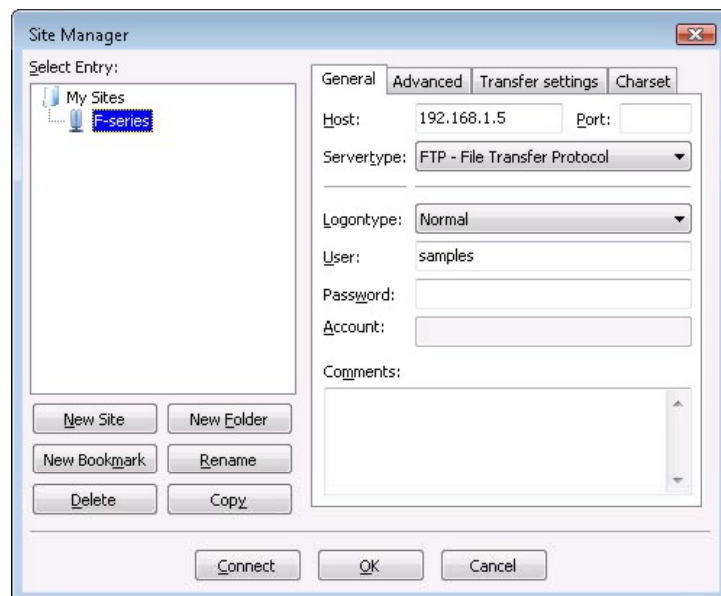 Site Manager
Select Entry:
My Sites
F-series
New Site
New Folder
New Bookmark
Rename
Delete
Copy
General
Advanced
Transfer settings
Charset
Host:
192.168.1.5
Port:
Servertype:
FTP - File Transfer Protocol
Logontype:
Normal
User:
samples
Password:
Account:
Comments:
Connect
OK
Cancel